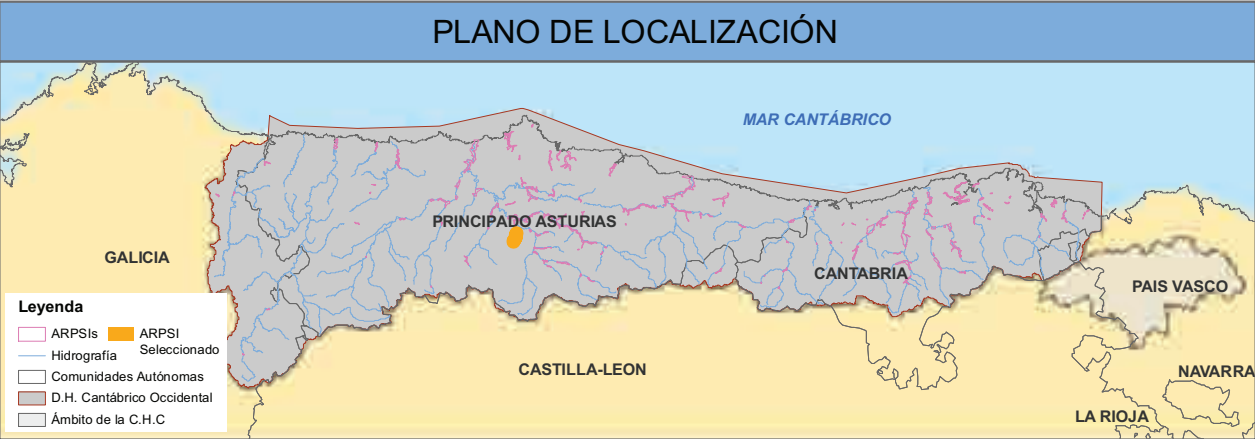 PLANO DE LOCALIZACIÓN
MAR CANTÁBRICO
PRINCIPADO ASTURIAS
GALICIA
CANTABRIA
PAIS VASCO
CASTILLA-LEON
NAVARRA
LA RIOJA
Leyenda
ARPSIs
ARPSI
Seleccionado
Hidrografía
Comunidades Autónomas
D.H. Cantábrico Occidental
Ámbito de la C.H.C